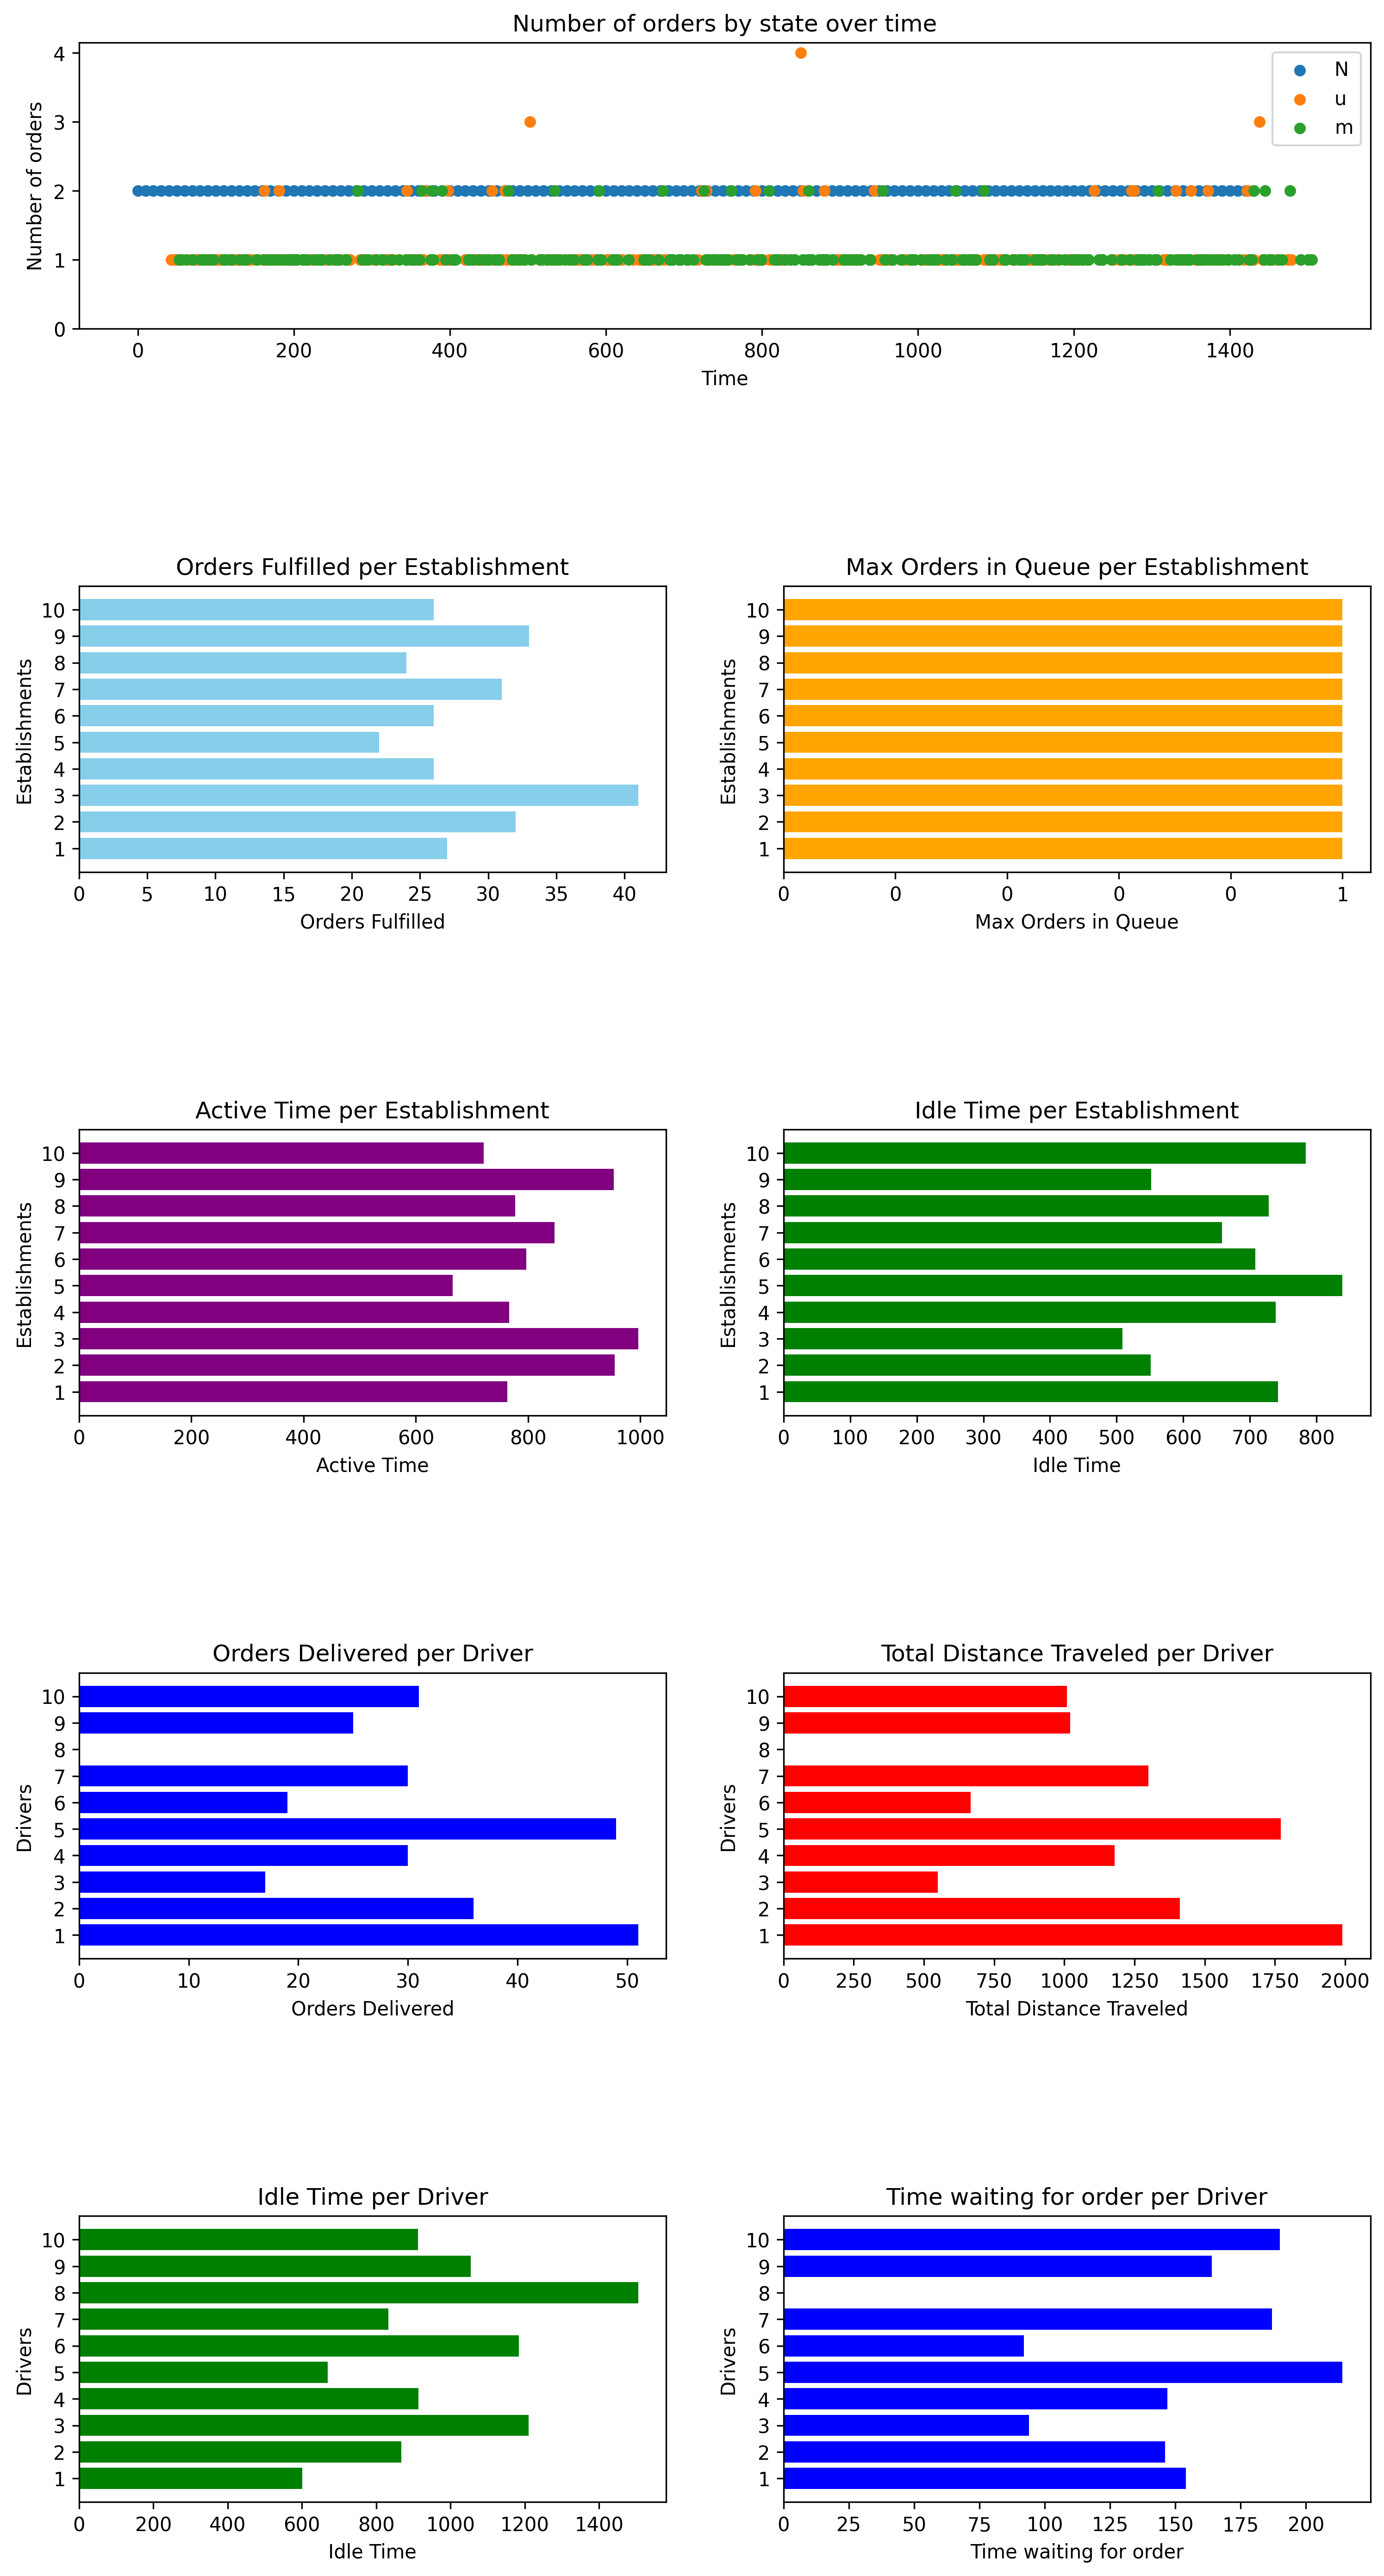 Number of orders by state over time
Number of orders
4
3
2
1
0
N
u
m
0 200 400 600 800 1000 1200 1400
Time
Orders Fulfilled per Establishment
Establishments
10
9
8
7
6
5
4
3
2
1
0 5 10 15 20 25 30 35 40
Orders Fulfilled
Max Orders in Queue per Establishment
Establishments
10
9
8
7
6
5
4
3
2
1
0 0 0 0 0 1
Max Orders in Queue
Active Time per Establishment
Establishments
10
9
8
7
6
5
4
3
2
1
0 200 400 600 800 1000
Active Time
Idle Time per Establishment
Establishments
10
9
8
7
6
5
4
3
2
1
0 100 200 300 400 500 600 700 800
Idle Time
Orders Delivered per Driver
Drivers
10
9
8
7
6
5
4
3
2
1
0 10 20 30 40 50
Orders Delivered
Total Distance Traveled per Driver
Drivers
10
9
8
7
6
5
4
3
2
1
0 250 500 750 1000 1250 1500 1750 2000
Total Distance Traveled
Idle Time per Driver
Drivers
10
9
8
7
6
5
4
3
2
1
0 200 400 600 800 1000 1200 1400
Idle Time
Time waiting for order per Driver
Drivers
10
9
8
7
6
5
4
3
2
1
0 25 50 75 100 125 150 175 200
Time waiting for order